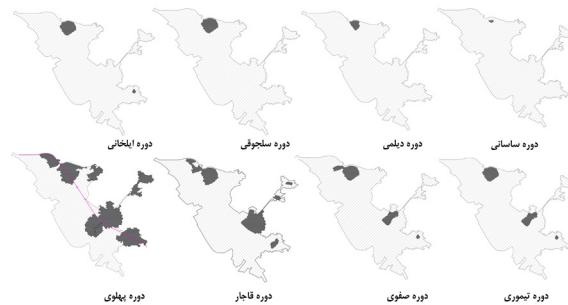 دوره ساسانی
دوره دیلمی
دوره سلجوقی
دوره ایلخانی
دوره تیموری
دوره صفوی
دوره قاجار
دوره پهلوی